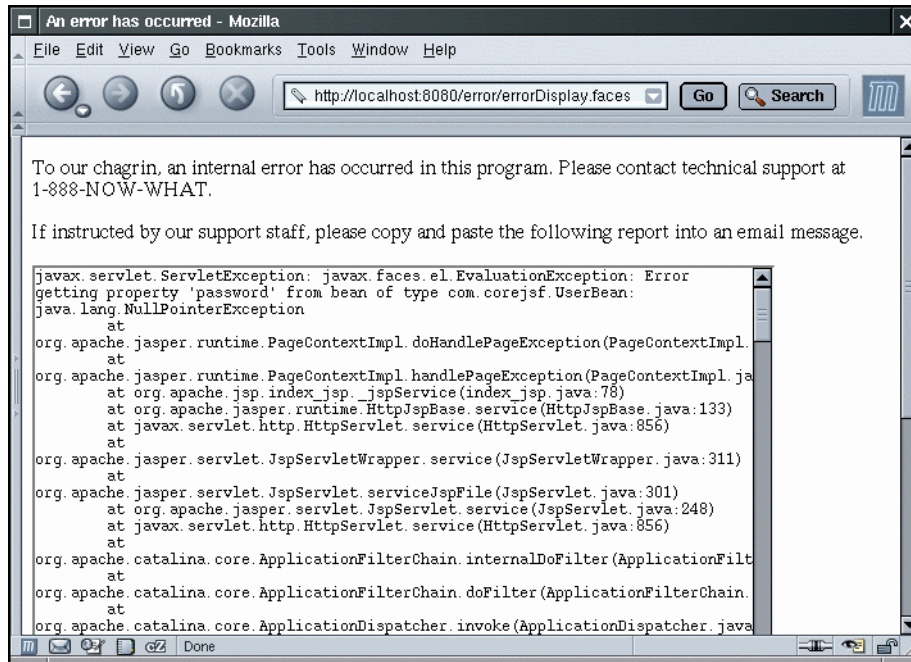 An error has occurred - Mozilla
File Edit View Go Bookmarks Tools Window Help
http://localhost:8080/error/errorDisplay.faces Go Search
To our chagrin, an internal error has occurred in this program. Please contact technical support at
1-888-NOW-WHAT.
If instructed by our support staff, please copy and paste the following report into an email message.
javax.servlet.ServletException: javax.faces.el.EvaluationException: Error
getting property 'password' from bean of type com.corejsf.UserBean:
java.lang.NullPointerException
at
org.apache.jasper.runtime.PageContextImpl.doHandlePageException(PageContextImpl.
at
org.apache.jasper.runtime.PageContextImpl.handlePageException(PageContextImpl.ja
at org.apache.jsp.index_jsp._jspService(index_jsp.java:78)
at org.apache.jasper.runtime.HttpJspBase.service(HttpJspBase.java:133)
at javax.servlet.http.HttpServlet.service(HttpServlet.java:856)
at
org.apache.jasper.servlet.JspServletWrapper.service(JspServletWrapper.java:311)
at
org.apache.jasper.servlet.JspServlet.serviceJspFile(JspServlet.java:301)
at org.apache.jasper.servlet.JspServlet.service(JspServlet.java:248)
at javax.servlet.http.HttpServlet.service(HttpServlet.java:856)
at
org.apache.catalina.core.ApplicationFilterChain.internalDoFilter(ApplicationFilt
at
org.apache.catalina.core.ApplicationFilterChain.doFilter(ApplicationFilterChain.
at
org.apache.catalina.core.ApplicationDispatcher.invoke(ApplicationDispatcher.java
Done